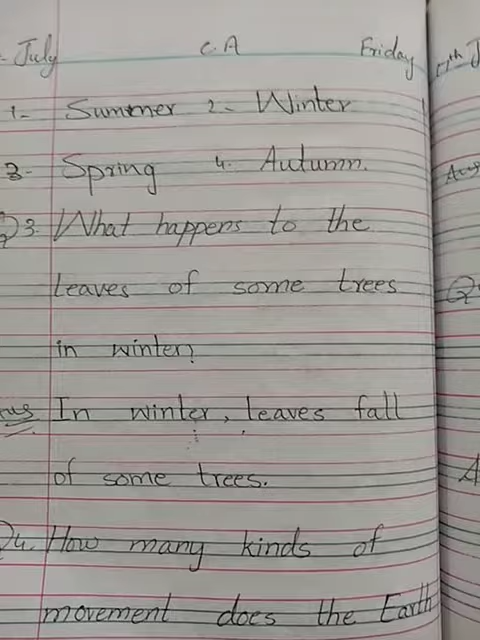 July C.A Friday
1- Summer 2- Winter
3- Spring 4. Autumn.
Q3. What happens to the
leaves of some trees
in winter?
Ans In winter, leaves fall
of some trees.
Q4. How many kinds of
movement does the Earth